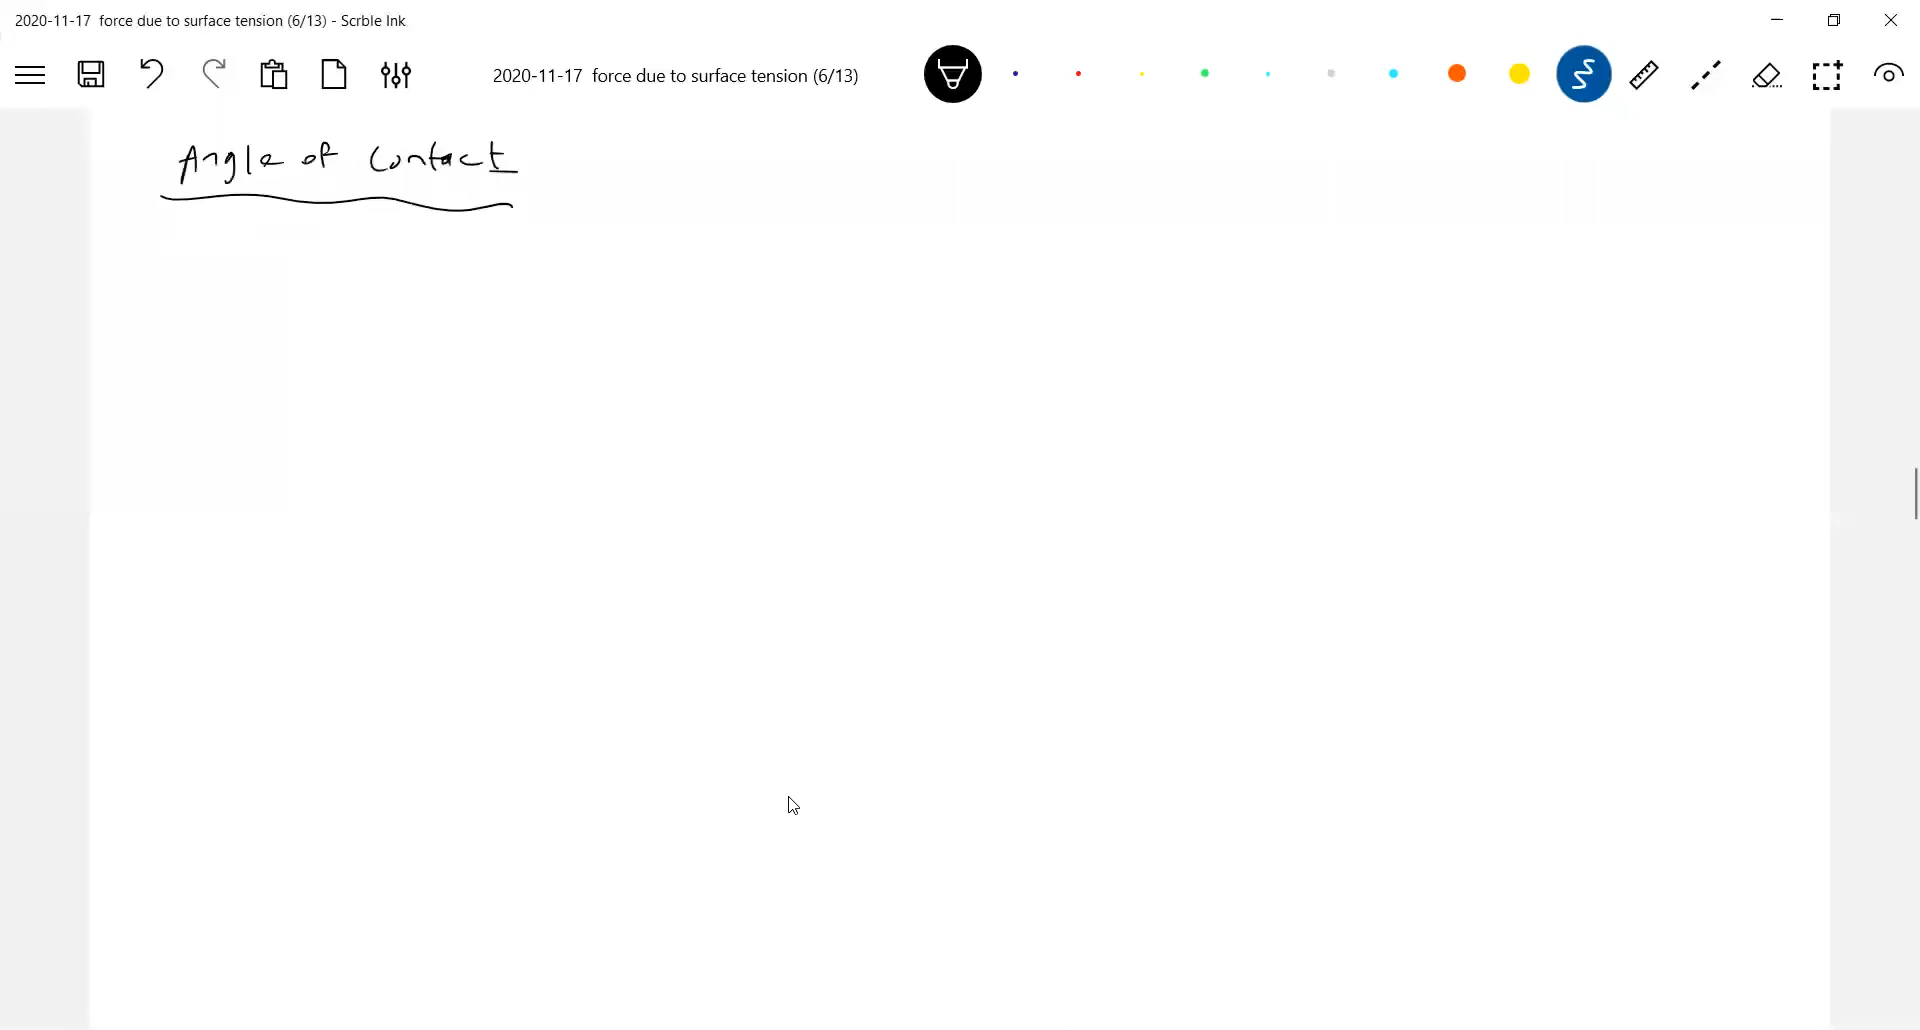 2020-11-17 force due to surface tension (6/13) - Scrble Ink
2020-11-17 force due to surface tension (6/13)
Angle of Contact